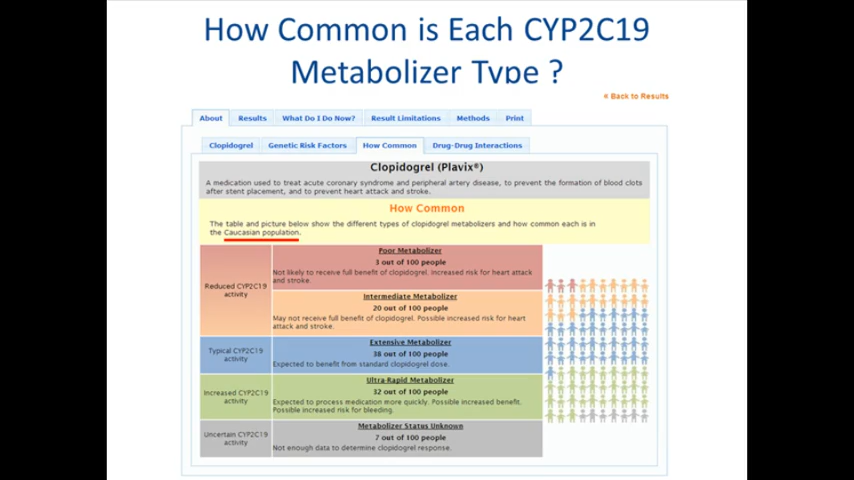 How Common is Each CYP2C19
Metabolizer Type ?
« Back to Results
About
Results
What Do I Do Now?
Result Limitations
Methods
Print
Clopidogrel
Genetic Risk Factors
How Common
Drug-Drug Interactions
Clopidogrel (Plavix®)
A medication used to treat acute coronary syndrome and peripheral artery disease, to prevent the formation of blood clots
after stent placement, and to prevent heart attack and stroke.
How Common
The table and picture below show the different types of clopidogrel metabolizers and how common each is in
the Caucasian population.
Reduced CYP2C19
activity
Poor Metabolizer
3 out of 100 people
Not likely to receive full benefit of clopidogrel. Increased risk for heart attack
and stroke.
Intermediate Metabolizer
20 out of 100 people
May not receive full benefit of clopidogrel. Possible increased risk for heart
attack and stroke.
Typical CYP2C19
activity
Extensive Metabolizer
38 out of 100 people
Expected to benefit from standard clopidogrel dose.
Increased CYP2C19
activity
Ultra-Rapid Metabolizer
32 out of 100 people
Expected to process medication more quickly. Possible increased benefit.
Possible increased risk for bleeding.
Uncertain CYP2C19
activity
Metabolizer Status Unknown
7 out of 100 people
Not enough data to determine clopidogrel response.